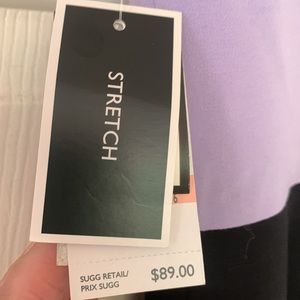 STRETCH
SUGG RETAIL/
PRIX SUGG
$89.00